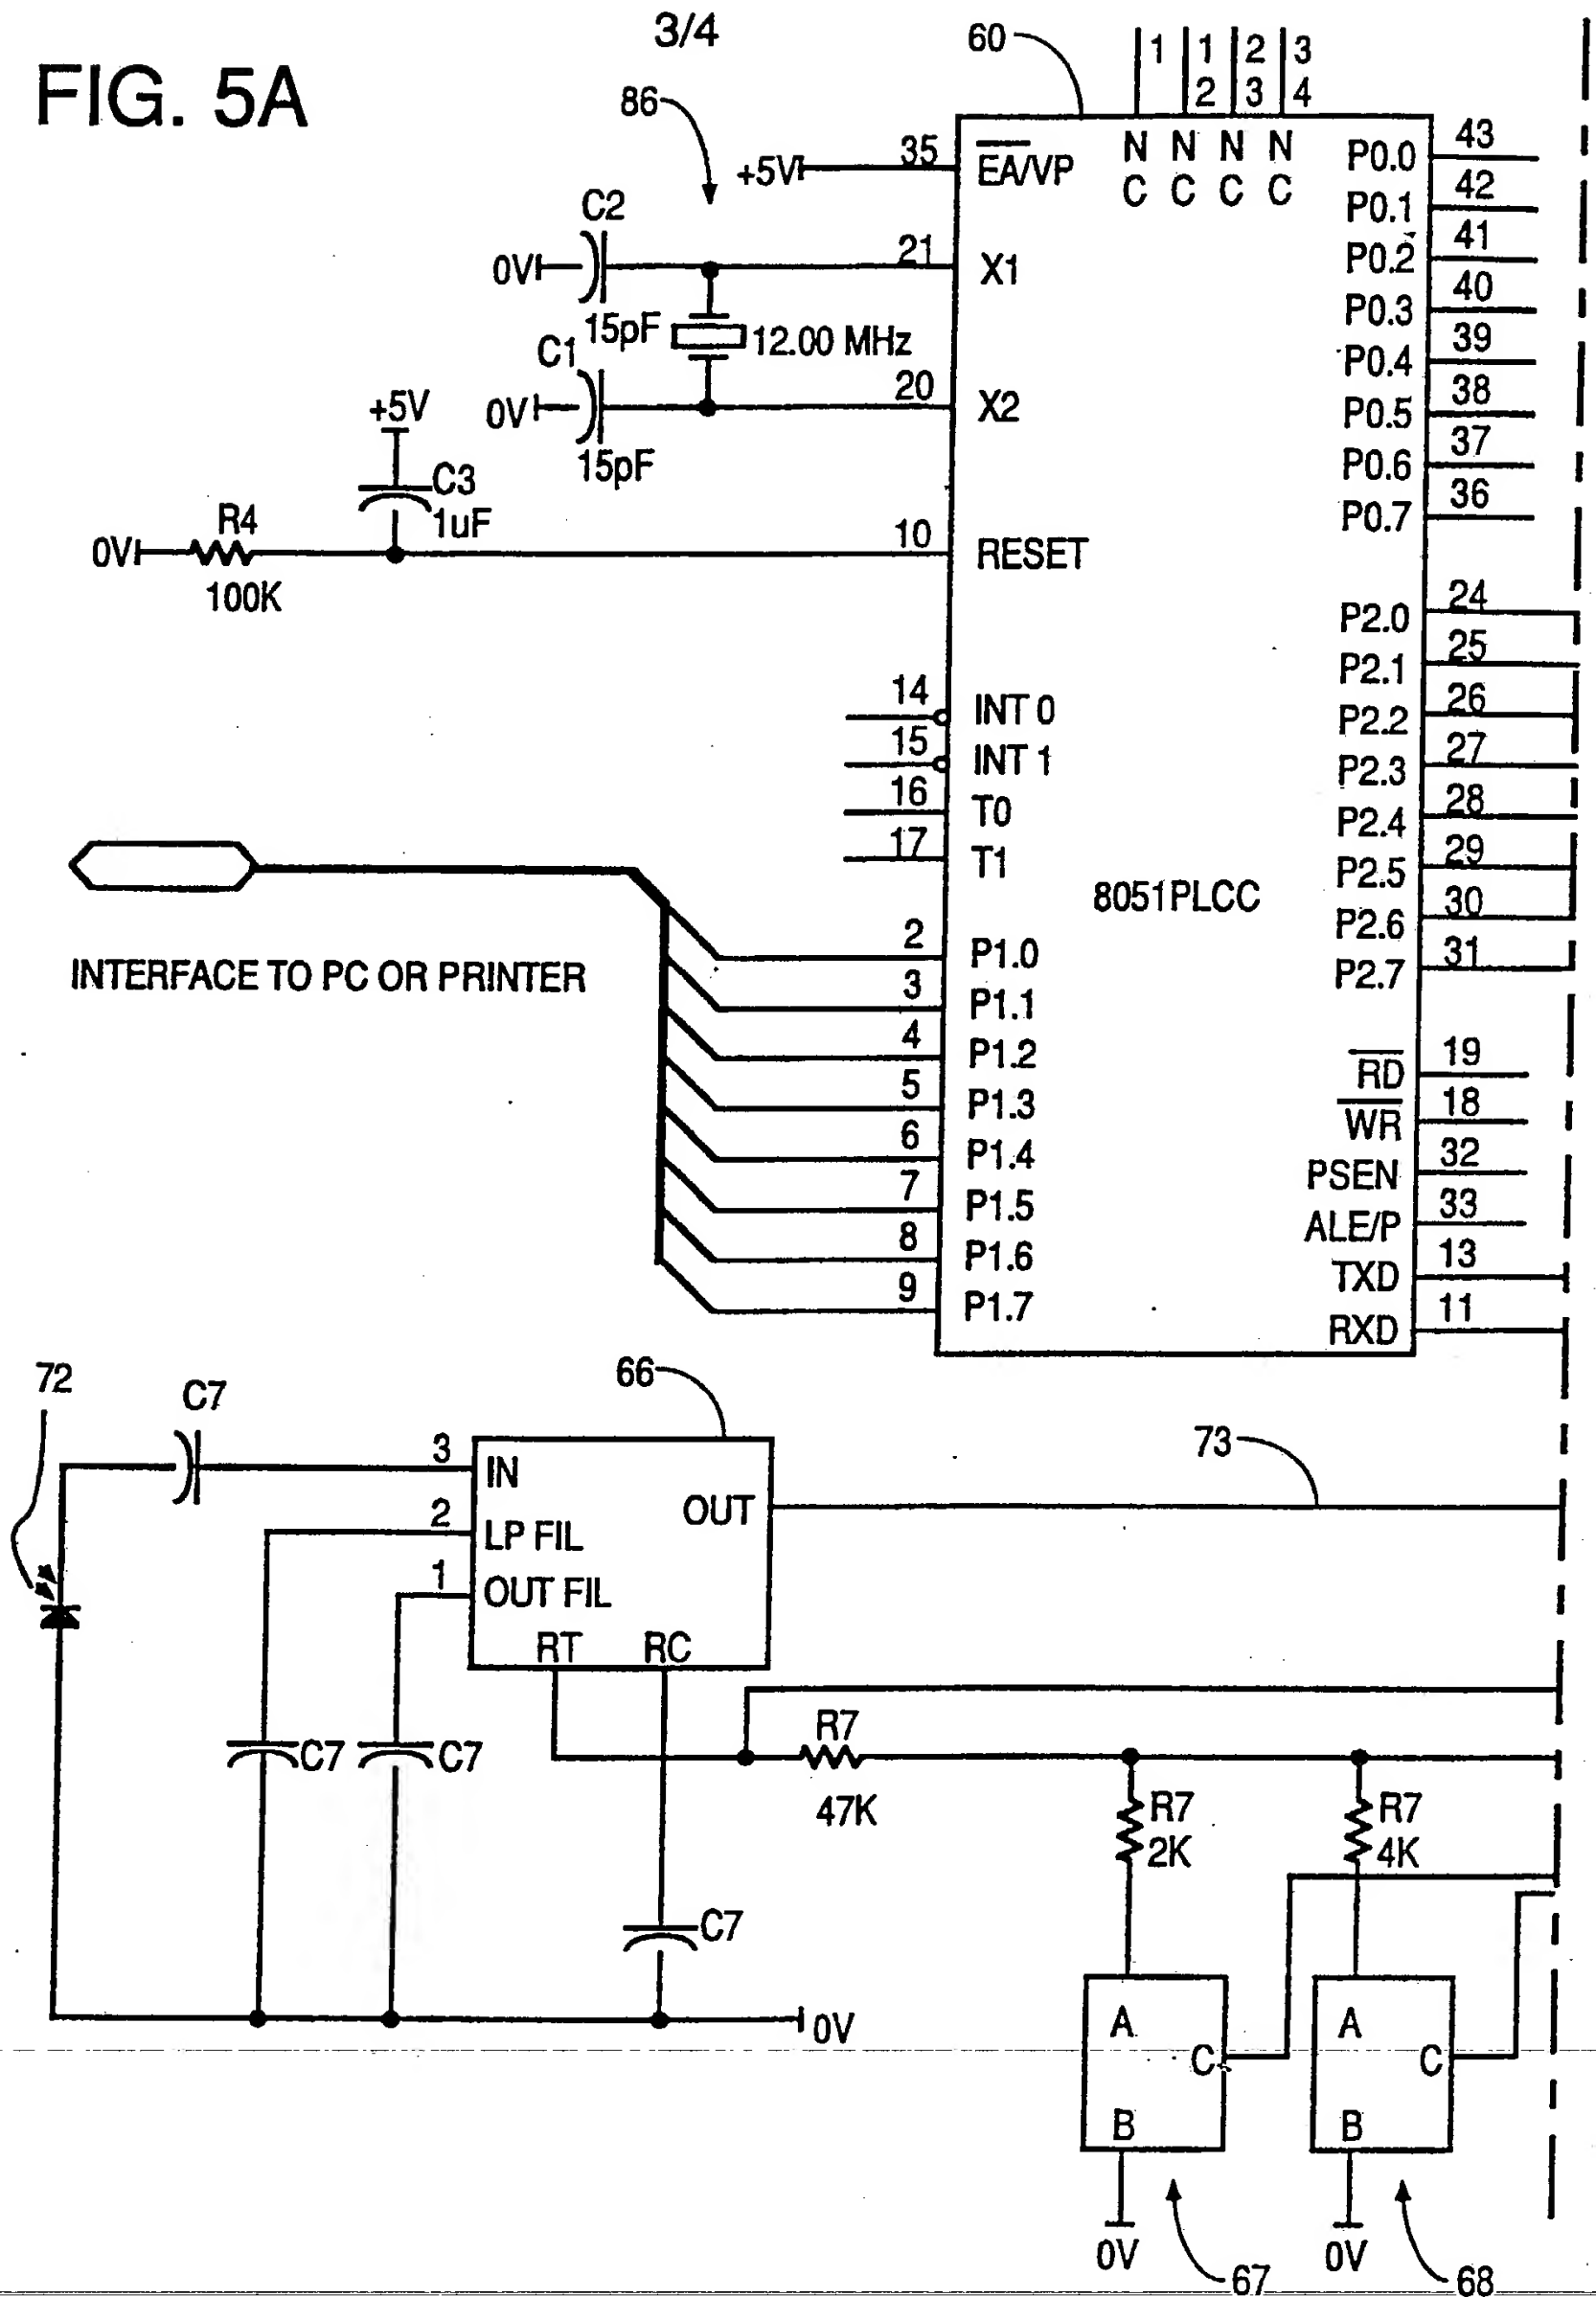 3/4
FIG. 5A
86
60
1 1 2 3
2 3 4
+5V 35 EA/VP
N N N N
C C C C
P0.0 43
P0.1 42
P0.2 41
P0.3 40
P0.4 39
P0.5 38
P0.6 37
P0.7 36
C2
0V 21 X1
15pF
12.00 MHz
C1
0V 20 X2
15pF
+5V
C3
1uF
R4
0V 10 RESET
100K
P2.0 24
P2.1 25
P2.2 26
P2.3 27
P2.4 28
P2.5 29
P2.6 30
P2.7 31
14 INT 0
15 INT 1
16 T0
17 T1
8051PLCC
INTERFACE TO PC OR PRINTER
2 P1.0
3 P1.1
4 P1.2
5 P1.3
6 P1.4
7 P1.5
8 P1.6
9 P1.7
RD 19
WR 18
PSEN 32
ALE/P 33
TXD 13
RXD 11
72
C7
66
73
3 IN
OUT
2 LP FIL
1 OUT FIL
RT RC
C7 C7
R7
47K
C7
R7
2K
R7
4K
0V
A
C
B
0V
67
A
C
B
0V
68